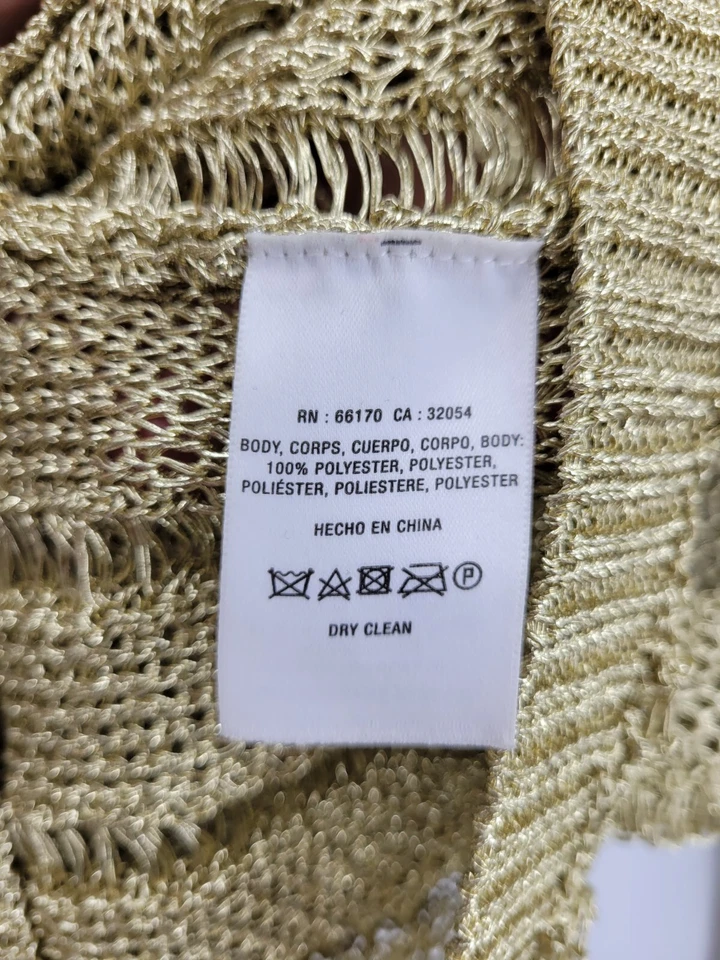 RN : 66170 CA : 32054
BODY, CORPS, CUERPO, CORPO, BODY:
100% POLYESTER, POLYESTER,
POLIÉSTER, POLIESTERE, POLYESTER
HECHO EN CHINA
P
DRY CLEAN